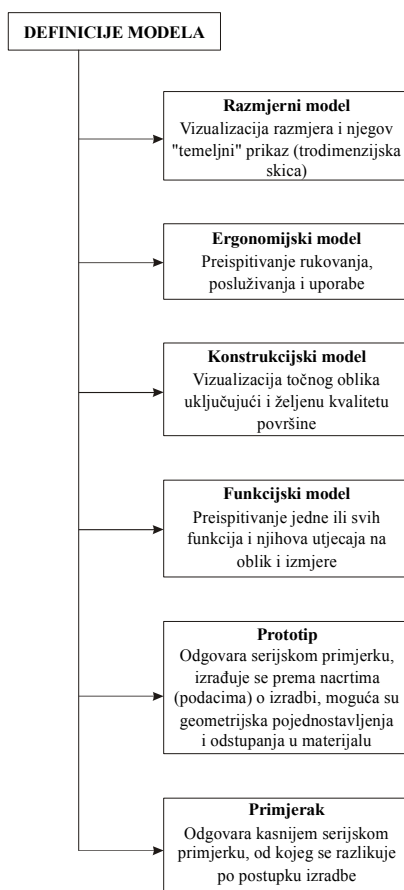 DEFINICIJE MODELA
Razmjerni model
Vizualizacija razmjera i njegov
"temeljni" prikaz (trodimenzijska
skica)
Ergonomijski model
Preispitivanje rukovanja,
posluživanja i uporabe
Konstrukcijski model
Vizualizacija točnog oblika
uključujući i željenu kvalitetu
površine
Funkcijski model
Preispitivanje jedne ili svih
funkcija i njihova utjecaja na
oblik i izmjere
Prototip
Odgovara serijskom primjerku,
izrađuje se prema nacrtima
(podacima) o izradbi, moguća su
geometrijska pojednostavljenja
i odstupanja u materijalu
Primjerak
Odgovara kasnijem serijskom
primjerku, od kojeg se razlikuje
po postupku izradbe